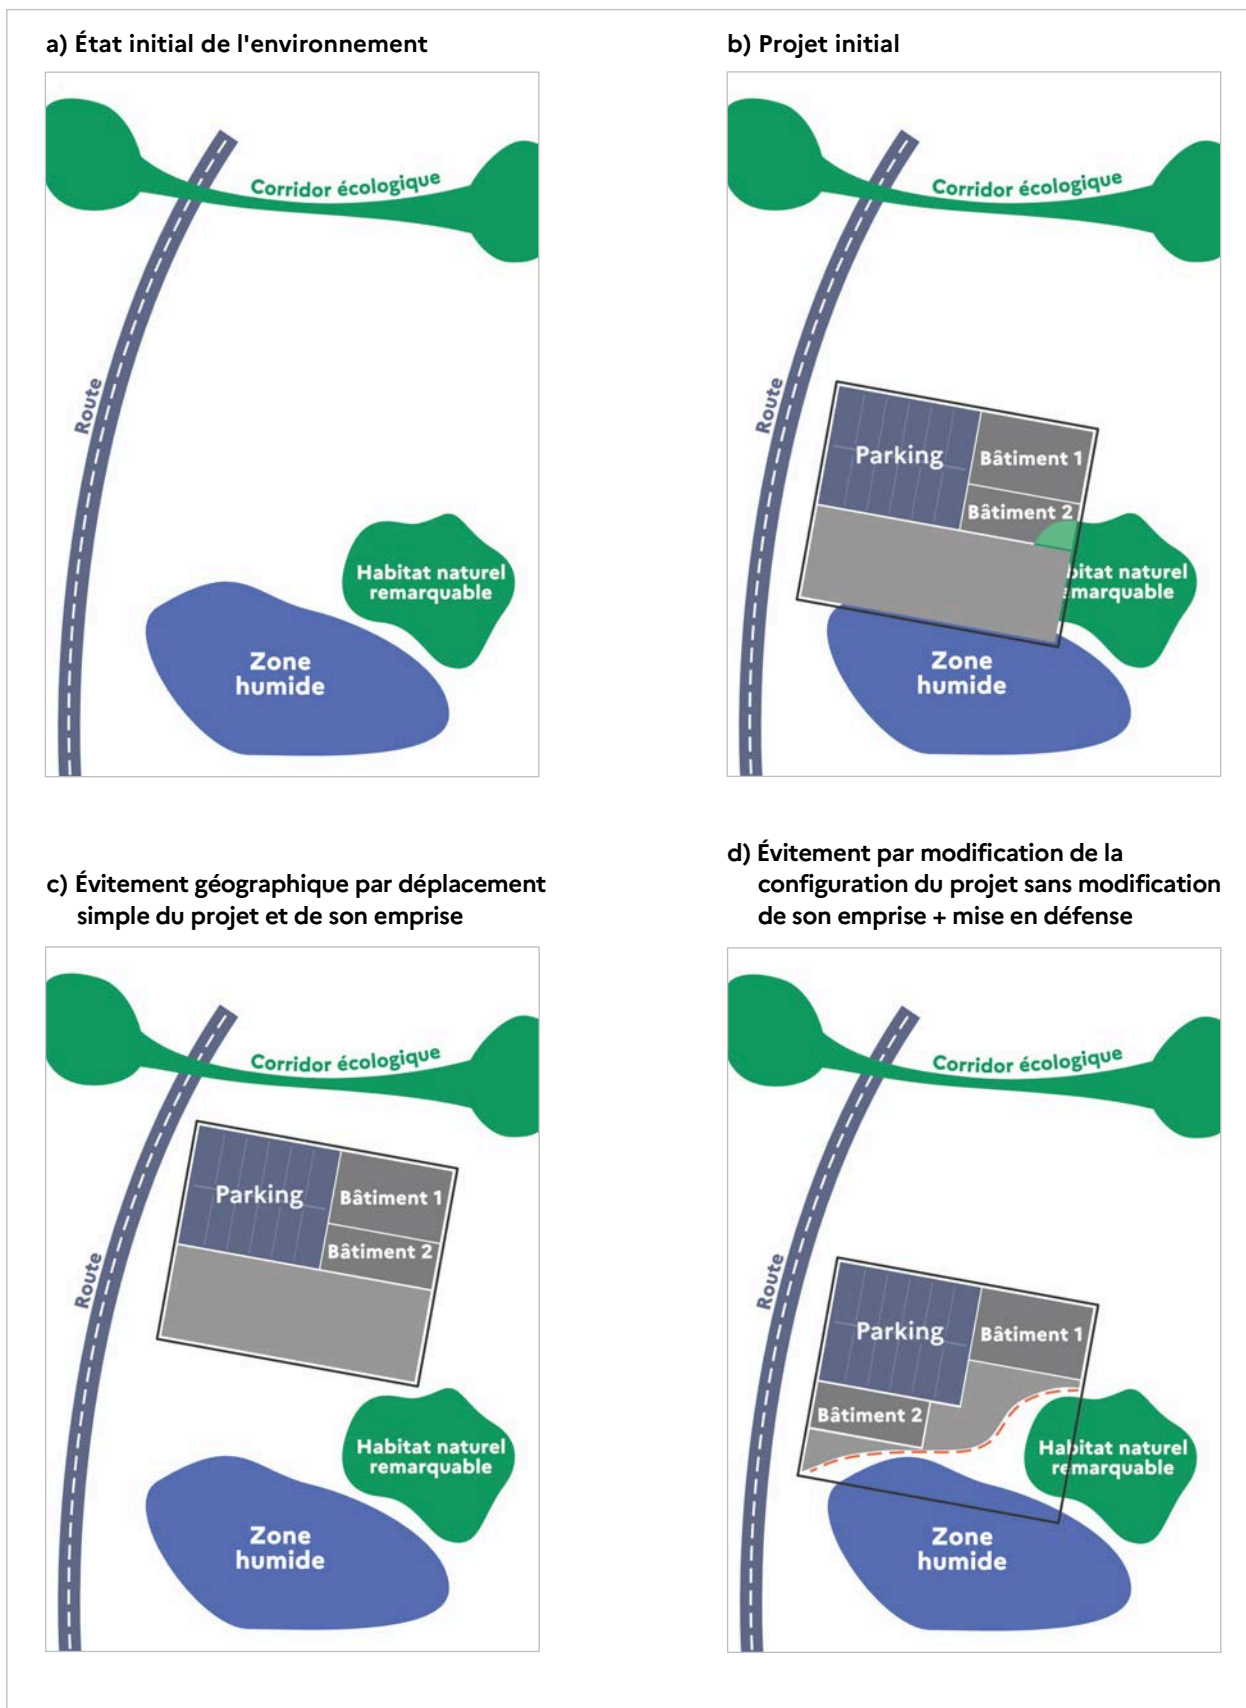 a) État initial de l'environnement
Corridor écologique
Route
Habitat naturel
remarquable
Zone
humide
b) Projet initial
Corridor écologique
Route
Parking
Bâtiment 1
Bâtiment 2
bitat naturel
emarquable
Zone
humide
c) Évitement géographique par déplacement
simple du projet et de son emprise
Corridor écologique
Route
Parking
Bâtiment 1
Bâtiment 2
Habitat naturel
remarquable
Zone
humide
d) Évitement par modification de la
configuration du projet sans modification
de son emprise + mise en défense
Corridor écologique
Route
Parking
Bâtiment 1
Bâtiment 2
Habitat naturel
remarquable
Zone
humide